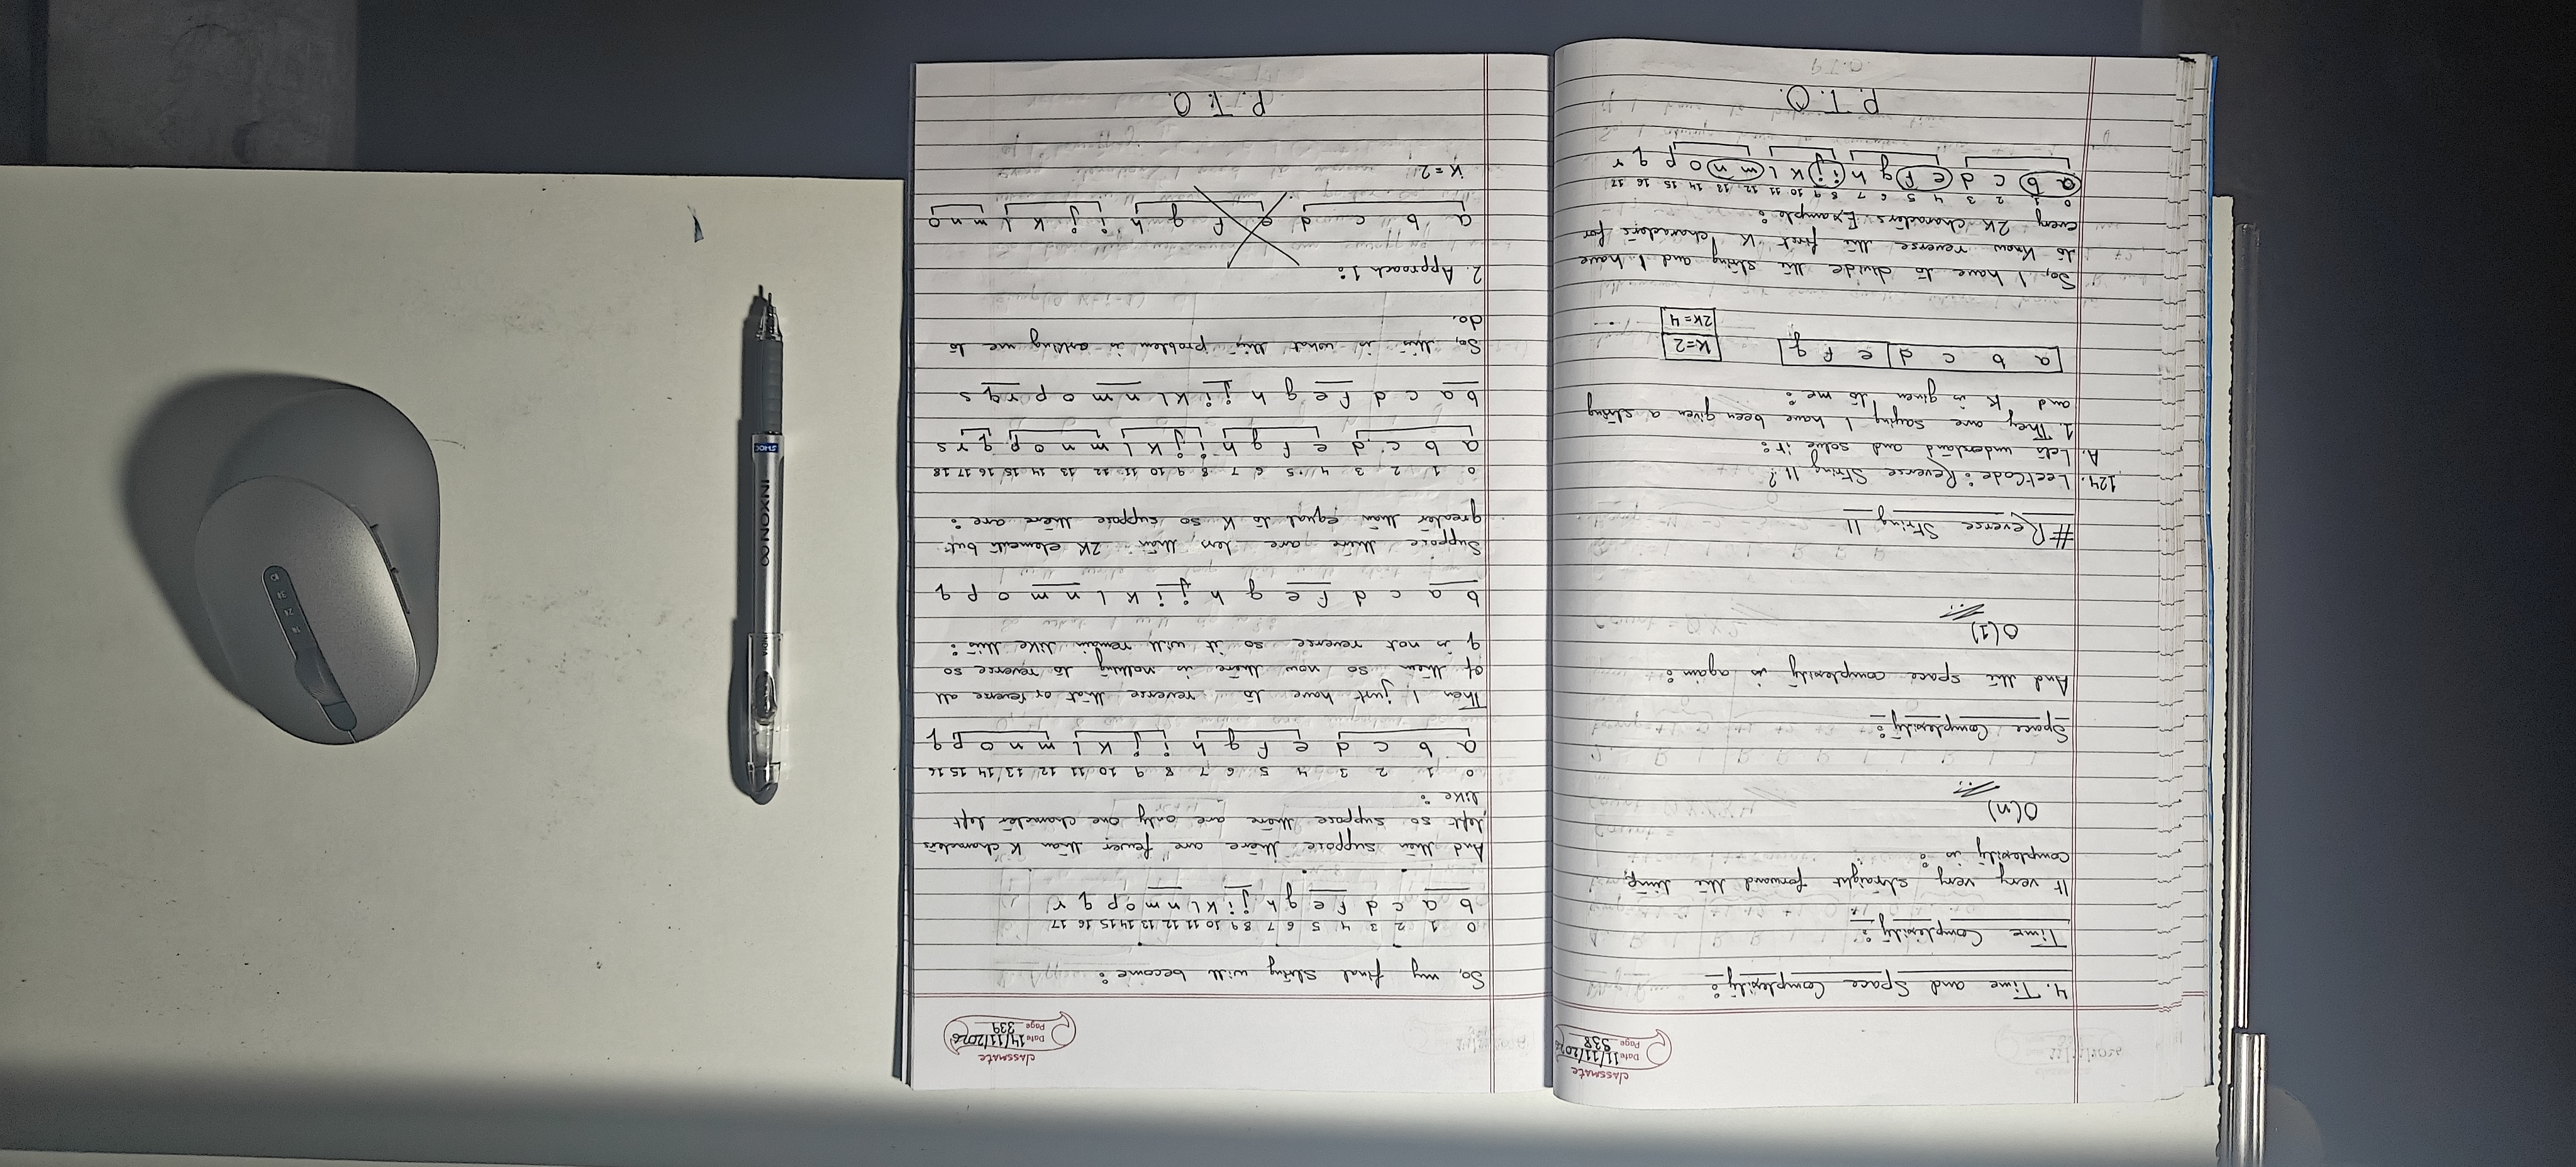 classmate
Date 11/11/202
Page 338
4. Time and Space Complexity:
Time Complexity:
It very very straight forward the time
complexity is:
O(n)
Space Complexity:
And the space complexity is again:
O(1)
#Reverse String II
124. LeetCode: Reverse String II?
A. Lets understand and solve it:
1. They are saying I have been given a string
and K is given to me:
a b c d e f g
K=2
2K=4
So, I have to divide the string and I have
to know reverse the first K characters for
every 2K characters. Example:
0 1 2 3 4 5 6 7 8 9 10 11 12 13 14 15 16 17
a b c d e f g h i j k l m n o p q r
P.T.O.
classmate
Date 14/11/2026
Page 339
So, my final string will become:
0 1 2 3 4 5 6 7 8 9 10 11 12 13 14 15 16 17
b a c d f e g h j i k l n m o p q r
And then suppose there are fewer than K characters
left so suppose there are only one character left
like:
0 1 2 3 4 5 6 7 8 9 10 11 12 13 14 15 16
a b c d e f g h i j k l m n o p q
Then I just have to reverse that or reverse all
of them so now there is nothing to reverse so
q is not reverse so it will remain like this:
b a c d f e g h j i k l n m o p q
Suppose there are less than 2K elements but
greater than equal to K so suppose there are:
0 1 2 3 4 5 6 7 8 9 10 11 12 13 14 15 16 17 18
a b c d e f g h i j k l m n o p q r s
b a c d f e g h j i k l n m o p r q s
So, this is what this problem is asking me to
do.
2. Approach 1:
a b c d e f g h i j k l m n o
K=2
P.T.O.
INXON
DOMS
INDIA